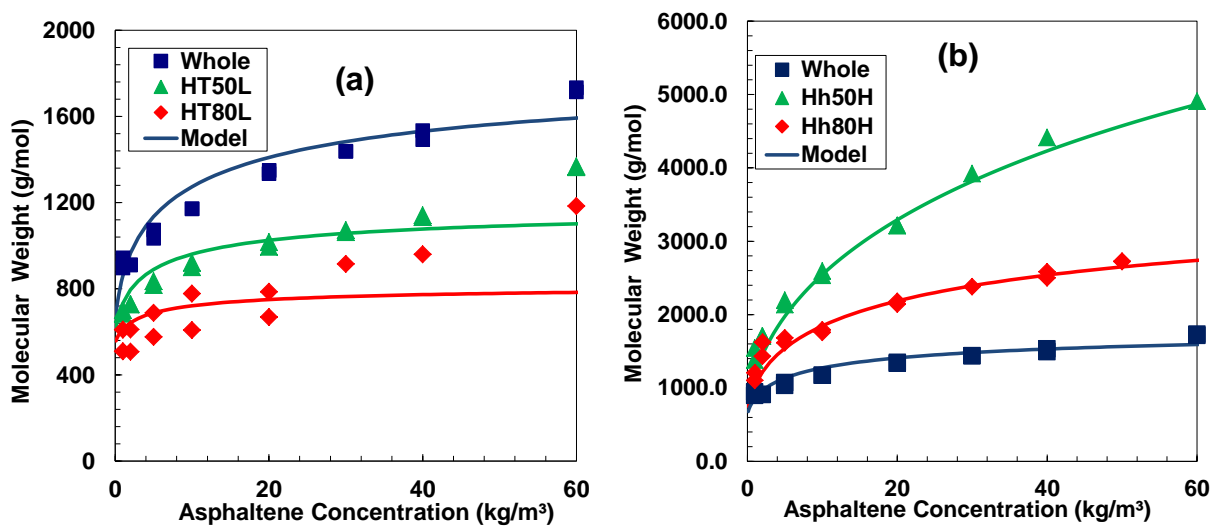 (a)
Molecular Weight (g/mol)
2000
1600
1200
800
400
0
Whole
HT50L
HT80L
Model
0
20
40
60
Asphaltene Concentration (kg/m³)
(b)
Molecular Weight (g/mol)
6000.0
5000.0
4000.0
3000.0
2000.0
1000.0
0.0
Whole
Hh50H
Hh80H
Model
0
20
40
60
Asphaltene Concentration (kg/m³)